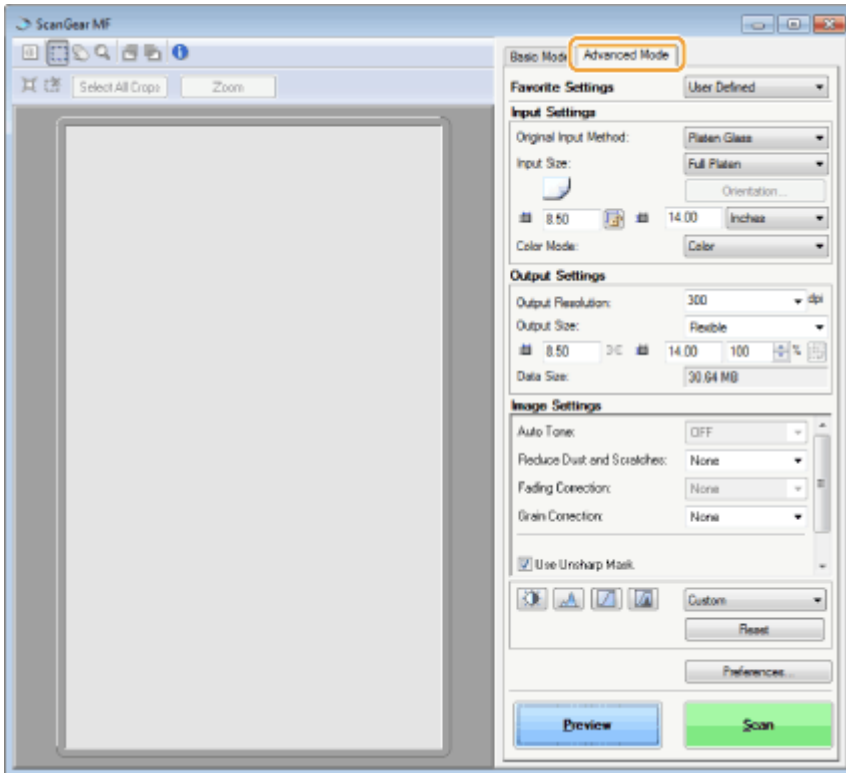 ScanGear MF
Basic Mode Advanced Mode
Select All Crops Zoom
Favorite Settings User Defined
Input Settings
Original Input Method: Platen Glass
Input Size: Full Platen
Orientation...
8.50 14.00 Inches
Color Mode: Color
Output Settings
Output Resolution: 300 dpi
Output Size: Flexible
8.50 14.00 100 %
Data Size: 30.64 MB
Image Settings
Auto Tone: OFF
Reduce Dust and Scratches: None
Fading Correction: None
Grain Correction: None
Use Unsharp Mask
Custom
Reset
Preferences...
Preview Scan